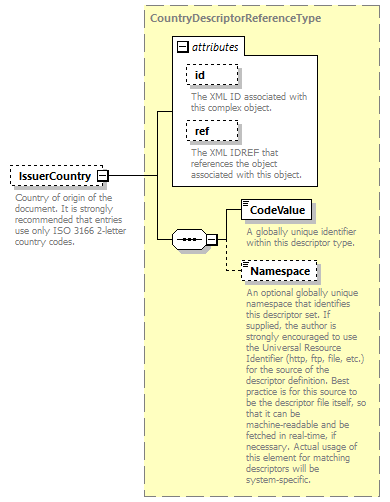 CountryDescriptorReferenceType
attributes
id
The XML ID associated with
this complex object.
ref
The XML IDREF that
references the object
associated with this object.
IssuerCountry
Country of origin of the
document. It is strongly
recommended that entries
use only ISO 3166 2-letter
country codes.
CodeValue
A globally unique identifier
within this descriptor type.
Namespace
An optional globally unique
namespace that identifies
this descriptor set. If
supplied, the author is
strongly encouraged to use
the Universal Resource
Identifier (http, ftp, file, etc.)
for the source of the
descriptor definition. Best
practice is for this source to
be the descriptor file itself, so
that it can be
machine-readable and be
fetched in real-time, if
necessary. Actual usage of
this element for matching
descriptors will be
system-specific.